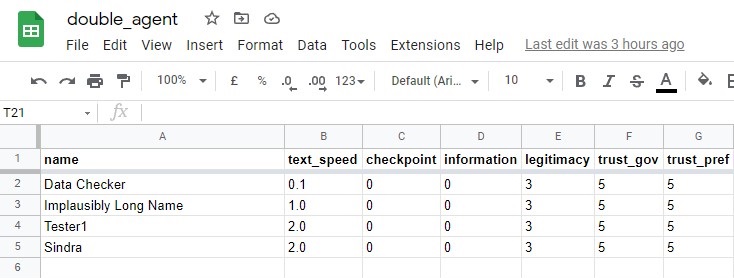 double_agent
File Edit View Insert Format Data Tools Extensions Help Last edit was 3 hours ago
100% £ % .0 .00 123 Default (Ari... 10 B I S A
T21 fx
A B C D E F G
1 name text_speed checkpoint information legitimacy trust_gov trust_pref
2 Data Checker 0.1 0 0 3 5 5
3 Implausibly Long Name 1.0 0 0 3 5 5
4 Tester1 2.0 0 0 3 5 5
5 Sindra 2.0 0 0 3 5 5
6